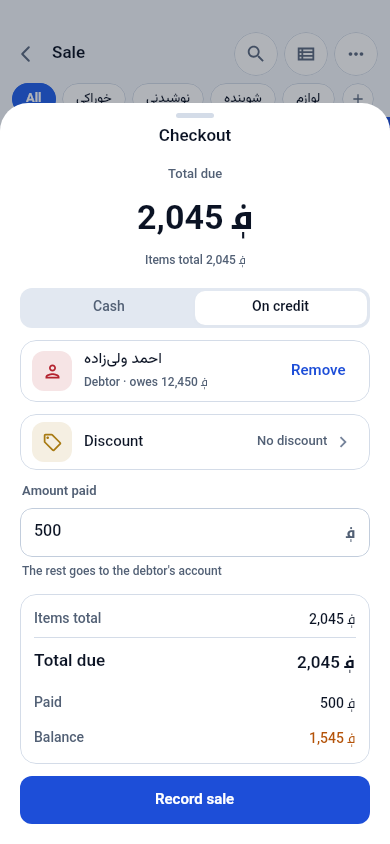 Sale
All
خوراکی
نوشیدنی
شوینده
لوازم
Checkout
Total due
2,045 ؋
Items total 2,045 ؋
Cash
On credit
احمد ولی‌زاده
Debtor · owes 12,450 ؋
Remove
Discount
No discount
Amount paid
500 ؋
The rest goes to the debtor's account
Items total 2,045 ؋
Total due 2,045 ؋
Paid 500 ؋
Balance 1,545 ؋
Record sale